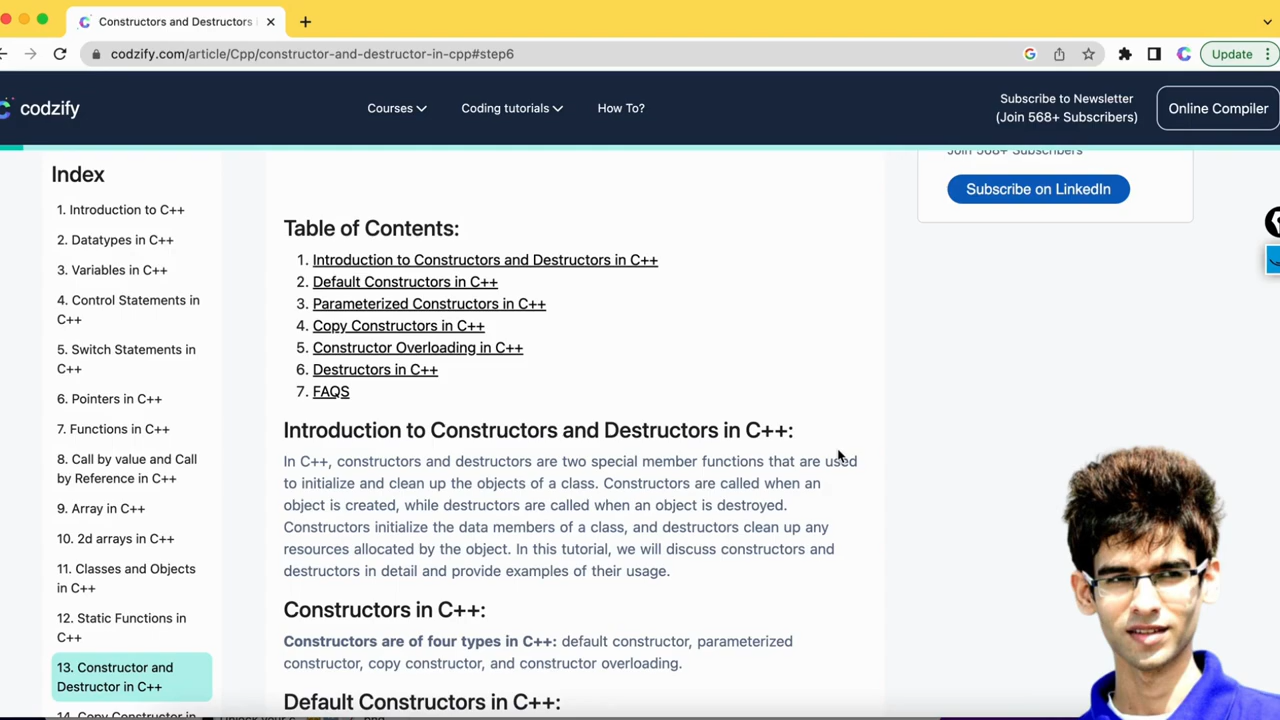 Constructors and Destructors
codzify.com/article/Cpp/constructor-and-destructor-in-cpp#step6
Update
codzify
Courses
Coding tutorials
How To?
Subscribe to Newsletter
(Join 568+ Subscribers)
Online Compiler
Index
1. Introduction to C++
2. Datatypes in C++
3. Variables in C++
4. Control Statements in
C++
5. Switch Statements in
C++
6. Pointers in C++
7. Functions in C++
8. Call by value and Call
by Reference in C++
9. Array in C++
10. 2d arrays in C++
11. Classes and Objects
in C++
12. Static Functions in
C++
13. Constructor and
Destructor in C++
14. Copy Constructor in
Table of Contents:
1. Introduction to Constructors and Destructors in C++
2. Default Constructors in C++
3. Parameterized Constructors in C++
4. Copy Constructors in C++
5. Constructor Overloading in C++
6. Destructors in C++
7. FAQS
Introduction to Constructors and Destructors in C++:
In C++, constructors and destructors are two special member functions that are used
to initialize and clean up the objects of a class. Constructors are called when an
object is created, while destructors are called when an object is destroyed.
Constructors initialize the data members of a class, and destructors clean up any
resources allocated by the object. In this tutorial, we will discuss constructors and
destructors in detail and provide examples of their usage.
Constructors in C++:
Constructors are of four types in C++: default constructor, parameterized
constructor, copy constructor, and constructor overloading.
Default Constructors in C++:
Join 568+ Subscribers
Subscribe on LinkedIn